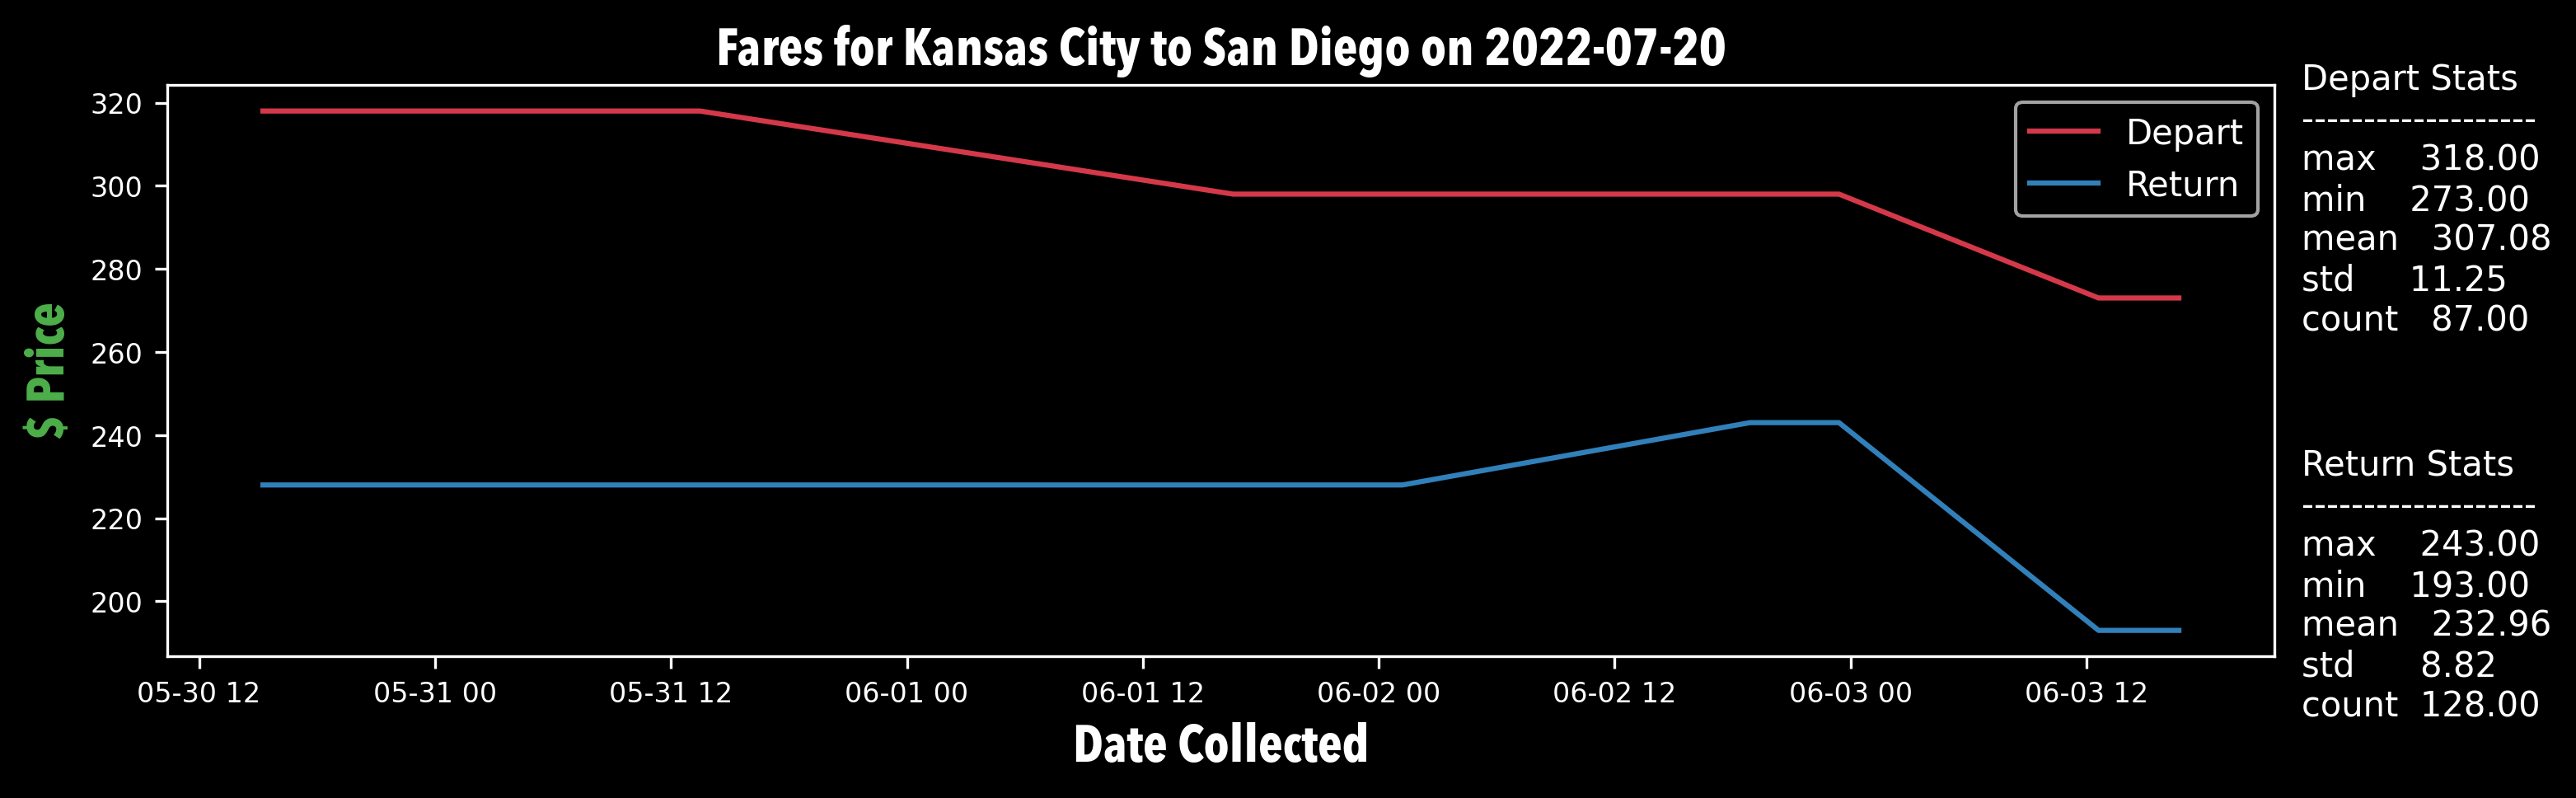 Fares for Kansas City to San Diego on 2022-07-20
$ Price
320
300
280
260
240
220
200
Depart
Return
05-30 12
05-31 00
05-31 12
06-01 00
06-01 12
06-02 00
06-02 12
06-03 00
06-03 12
Date Collected
Depart Stats
-------------------
max 318.00
min 273.00
mean 307.08
std 11.25
count 87.00
Return Stats
-------------------
max 243.00
min 193.00
mean 232.96
std 8.82
count 128.00